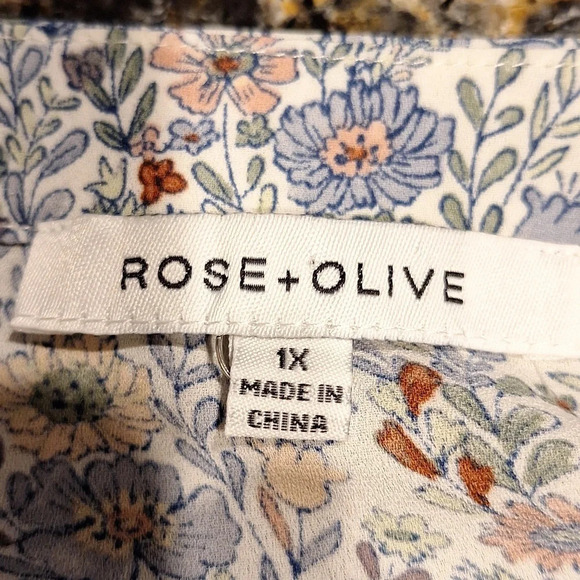 ROSE + OLIVE
1X
MADE IN
CHINA